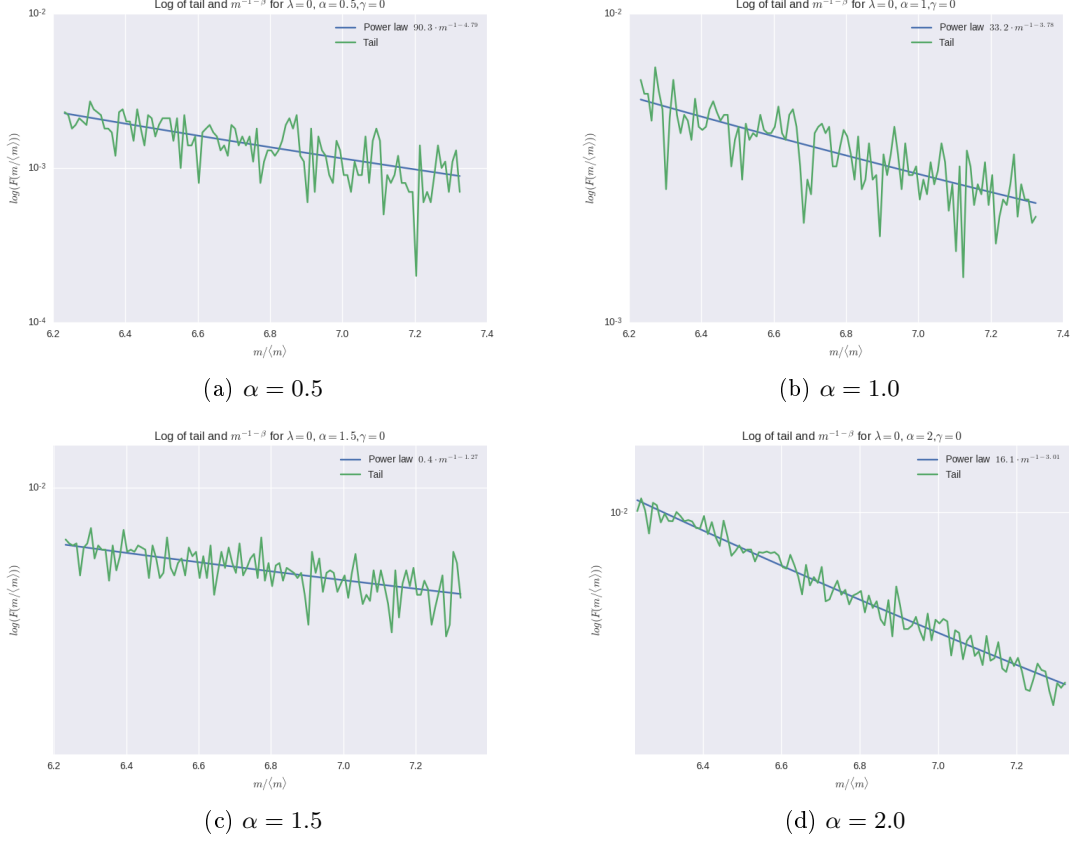 Log of tail and m^{-1-β} for λ=0, α=0.5,γ=0
Power law 90.3·m^{-1-4.79}
Tail
10^{-2}
10^{-3}
10^{-4}
log(F(m/⟨m⟩))
6.2 6.4 6.6 6.8 7.0 7.2 7.4
m/⟨m⟩
(a) α = 0.5
Log of tail and m^{-1-β} for λ=0, α=1,γ=0
Power law 33.2·m^{-1-3.78}
Tail
10^{-2}
10^{-3}
log(F(m/⟨m⟩))
6.2 6.4 6.6 6.8 7.0 7.2 7.4
m/⟨m⟩
(b) α = 1.0
Log of tail and m^{-1-β} for λ=0, α=1.5,γ=0
Power law 0.4·m^{-1-1.27}
Tail
10^{-2}
log(F(m/⟨m⟩))
6.2 6.4 6.6 6.8 7.0 7.2
m/⟨m⟩
(c) α = 1.5
Log of tail and m^{-1-β} for λ=0, α=2,γ=0
Power law 16.1·m^{-1-3.01}
Tail
10^{-2}
log(F(m/⟨m⟩))
6.4 6.6 6.8 7.0 7.2
m/⟨m⟩
(d) α = 2.0